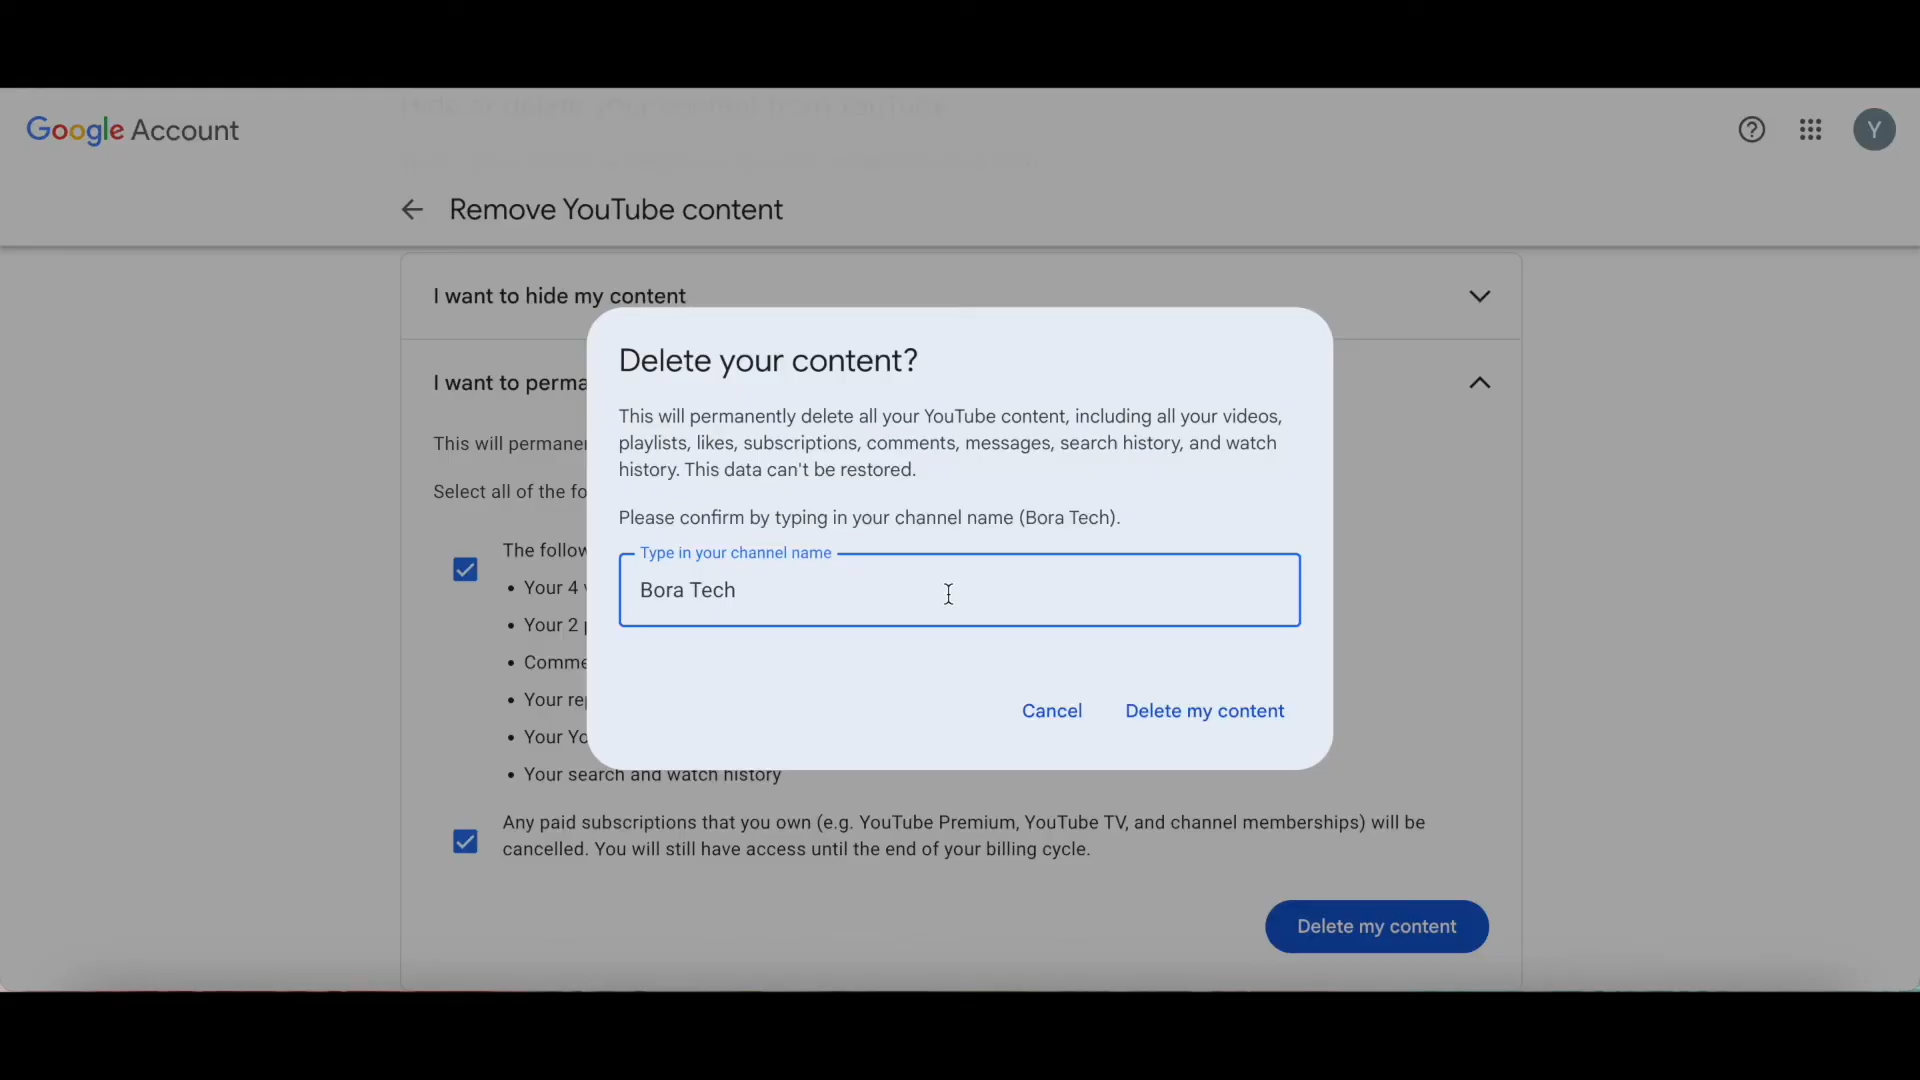 Google Account
Y
Remove YouTube content
I want to hide my content
I want to perma
This will permane
Select all of the fo
The follow
• Your 4
• Your 2
• Comme
• Your re
• Your Yo
• Your search and watch history
Any paid subscriptions that you own (e.g. YouTube Premium, YouTube TV, and channel memberships) will be
cancelled. You will still have access until the end of your billing cycle.
Delete my content
Delete your content?
This will permanently delete all your YouTube content, including all your videos,
playlists, likes, subscriptions, comments, messages, search history, and watch
history. This data can't be restored.
Please confirm by typing in your channel name (Bora Tech).
Type in your channel name
Bora Tech
Cancel
Delete my content